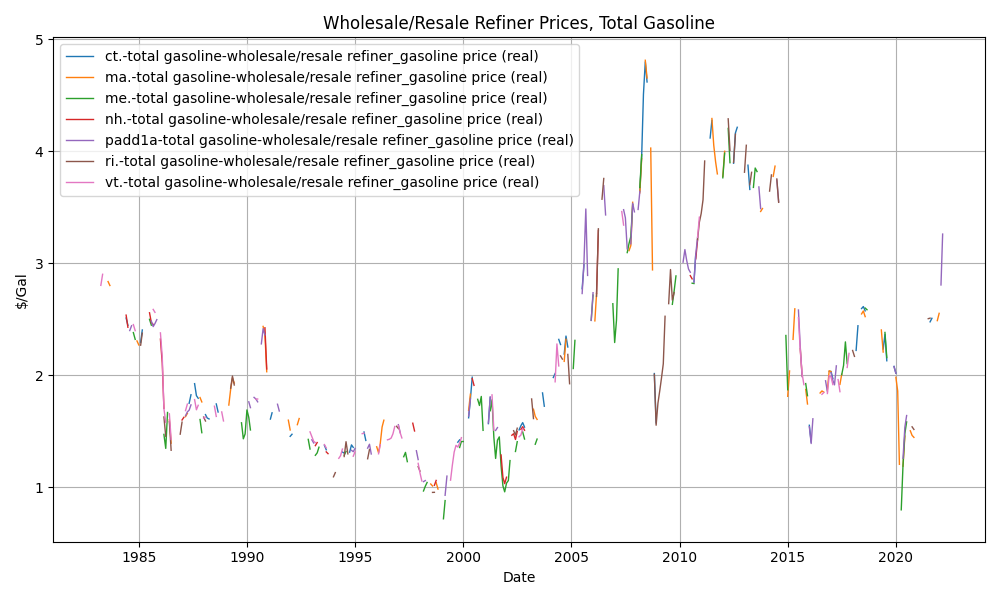 Wholesale/Resale Refiner Prices, Total Gasoline
5
4
3
2
1
$/Gal
ct.-total gasoline-wholesale/resale refiner_gasoline price (real)
ma.-total gasoline-wholesale/resale refiner_gasoline price (real)
me.-total gasoline-wholesale/resale refiner_gasoline price (real)
nh.-total gasoline-wholesale/resale refiner_gasoline price (real)
padd1a-total gasoline-wholesale/resale refiner_gasoline price (real)
ri.-total gasoline-wholesale/resale refiner_gasoline price (real)
vt.-total gasoline-wholesale/resale refiner_gasoline price (real)
1985 1990 1995 2000 2005 2010 2015 2020
Date